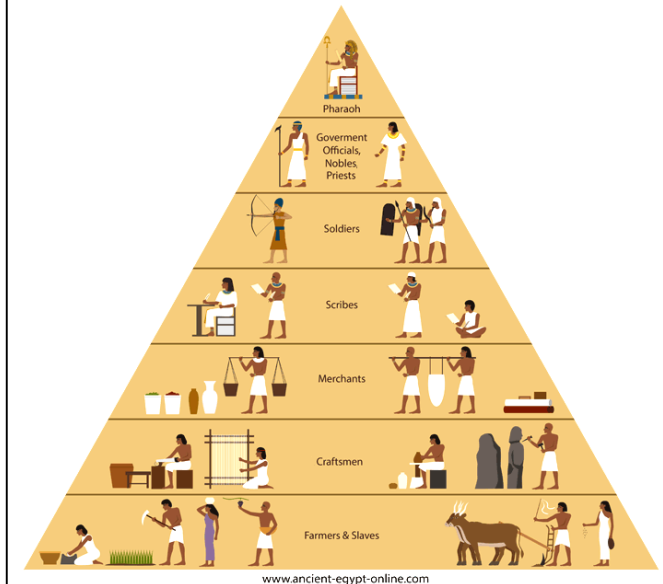 Pharaoh
Goverment
Officials,
Nobles,
Priests
Soldiers
Scribes
Merchants
Craftsmen
Farmers & Slaves
www.ancient-egypt-online.com